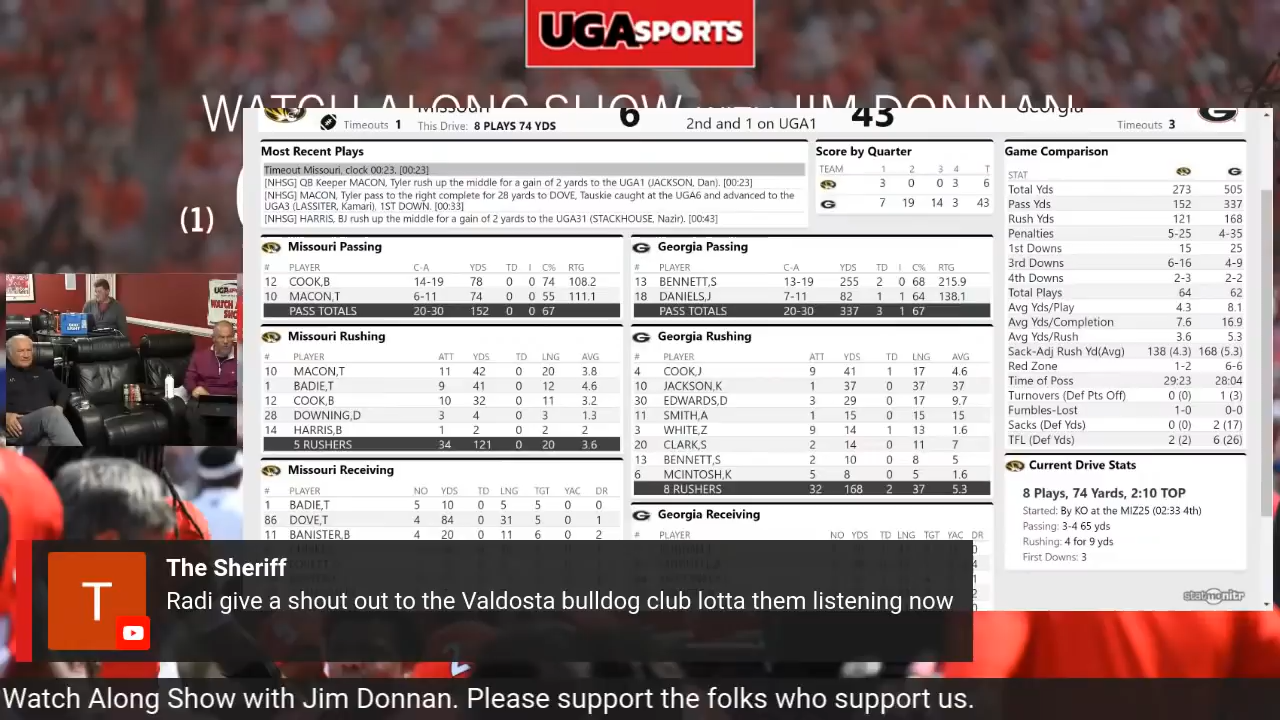 UGASPORTS
WATCH ALONG SHOW JIM DONNAN
(1)
Missouri 6 43 Georgia
Timeouts 1 This Drive: 8 PLAYS 74 YDS 2nd and 1 on UGA1 Timeouts 3
Most Recent Plays
Timeout Missouri, clock 00:23. [00:23]
[NHSG] QB Keeper MACON, Tyler rush up the middle for a gain of 2 yards to the UGA1 (JACKSON, Dan). [00:23]
[NHSG] MACON, Tyler pass to the right complete for 28 yards to DOVE, Tauskie caught at the UGA6 and advanced to the
UGA3 (LASSITER, Kamari). 1ST DOWN. [00:33]
[NHSG] HARRIS, BJ rush up the middle for a gain of 2 yards to the UGA31 (STACKHOUSE, Nazir). [00:43]
Score by Quarter
TEAM 1 2 3 4 T
3 0 0 3 6
G 7 19 14 3 43
Missouri Passing
# PLAYER C-A YDS TD I C% RTG
12 COOK,B 14-19 78 0 0 74 108.2
10 MACON,T 6-11 74 0 0 55 111.1
PASS TOTALS 20-30 152 0 0 67
Georgia Passing
# PLAYER C-A YDS TD I C% RTG
13 BENNETT,S 13-19 255 2 0 68 215.9
18 DANIELS,J 7-11 82 1 1 64 138.1
PASS TOTALS 20-30 337 3 1 67
Missouri Rushing
# PLAYER ATT YDS TD LNG AVG
10 MACON,T 11 42 0 20 3.8
1 BADIE,T 9 41 0 12 4.6
12 COOK,B 10 32 0 11 3.2
28 DOWNING,D 3 4 0 3 1.3
14 HARRIS,B 1 2 0 2 2
5 RUSHERS 34 121 0 20 3.6
Georgia Rushing
# PLAYER ATT YDS TD LNG AVG
4 COOK,J 9 41 1 17 4.6
10 JACKSON,K 1 37 0 37 37
30 EDWARDS,D 3 29 0 17 9.7
11 SMITH,A 1 15 0 15 15
3 WHITE,Z 9 14 1 13 1.6
20 CLARK,S 2 14 0 11 7
13 BENNETT,S 2 10 0 8 5
6 MCINTOSH,K 5 8 0 5 1.6
8 RUSHERS 32 168 2 37 5.3
Missouri Receiving
# PLAYER NO YDS TD LNG TGT YAC DR
1 BADIE,T 5 10 0 5 5 0 0
86 DOVE,T 4 84 0 31 5 0 1
11 BANISTER,B 4 20 0 11 6 0 2
Georgia Receiving
# PLAYER NO YDS TD LNG TGT YAC DR
Game Comparison
STAT G
Total Yds 273 505
Pass Yds 152 337
Rush Yds 121 168
Penalties 5-25 4-35
1st Downs 15 25
3rd Downs 6-16 4-9
4th Downs 2-3 2-2
Total Plays 64 62
Avg Yds/Play 4.3 8.1
Avg Yds/Completion 7.6 16.9
Avg Yds/Rush 3.6 5.3
Sack-Adj Rush Yd(Avg) 138 (4.3) 168 (5.3)
Red Zone 1-2 6-6
Time of Poss 29:23 28:04
Turnovers (Def Pts Off) 0 (0) 1 (3)
Fumbles-Lost 1-0 0-0
Sacks (Def Yds) 0 (0) 2 (17)
TFL (Def Yds) 2 (2) 6 (26)
Current Drive Stats
8 Plays, 74 Yards, 2:10 TOP
Started: By KO at the MIZ25 (02:33 4th)
Passing: 3-4 65 yds
Rushing: 4 for 9 yds
First Downs: 3
statmonitr
T
The Sheriff
Radi give a shout out to the Valdosta bulldog club lotta them listening now
Watch Along Show with Jim Donnan. Please support the folks who support us.